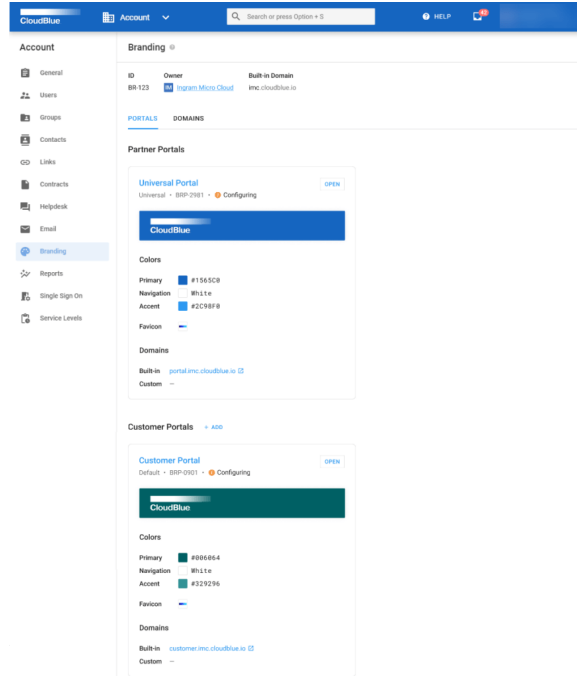 CloudBlue
Account
Search or press Option + S
HELP
Account
Branding
General
Users
Groups
Contacts
Links
Contracts
Helpdesk
Email
Branding
Reports
Single Sign On
Service Levels
ID Owner Built-in Domain
BR-123 IM Ingram Micro Cloud imc.cloudblue.io
PORTALS DOMAINS
Partner Portals
Universal Portal OPEN
Universal • BRP-2981 • Configuring
CloudBlue
Colors
Primary #1565C0
Navigation White
Accent #2C98F0
Favicon
Domains
Built-in portal.imc.cloudblue.io
Custom –
Customer Portals + ADD
Customer Portal OPEN
Default • BRP-0901 • Configuring
CloudBlue
Colors
Primary #006064
Navigation White
Accent #329296
Favicon
Domains
Built-in customer.imc.cloudblue.io
Custom –